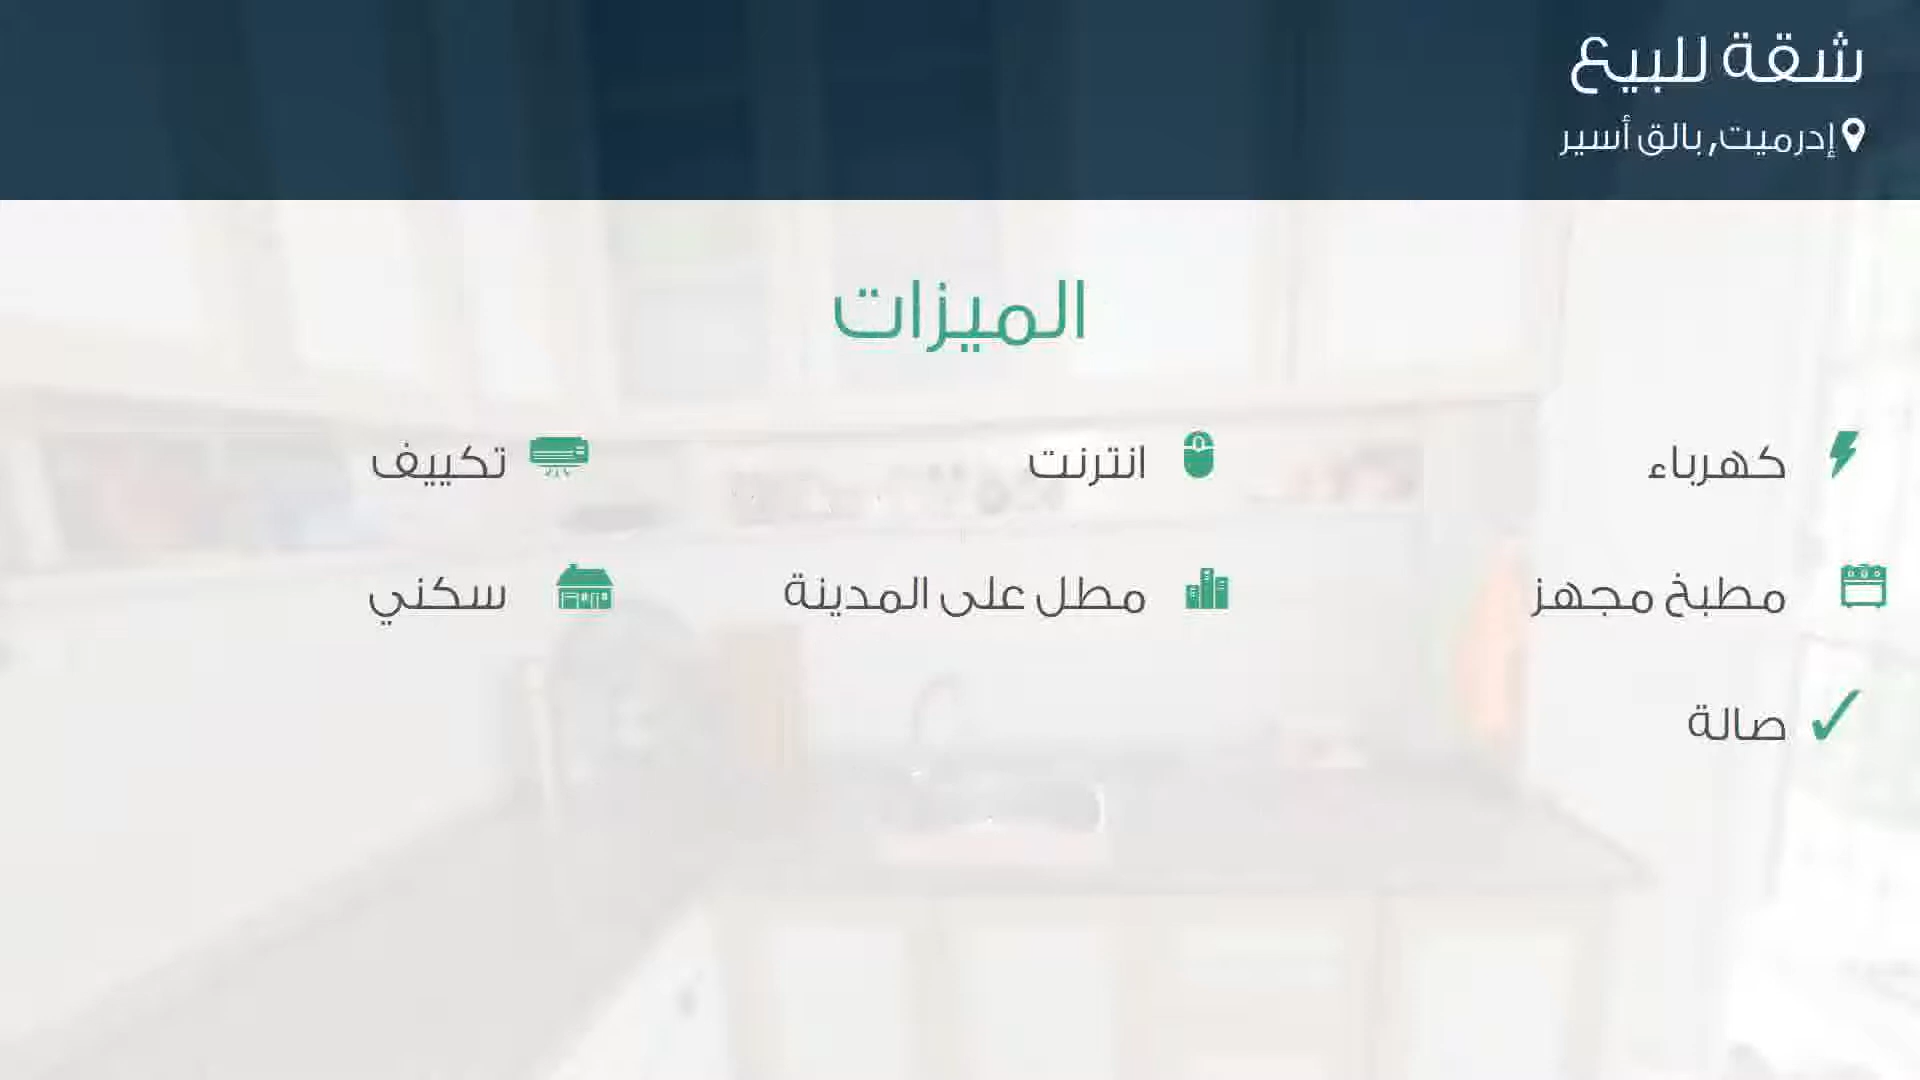 شقة للبيع
إدرميت, بالق أسير
الميزات
كهرباء
انترنت
تكييف
مطبخ مجهز
مطل على المدينة
سكني
صالة